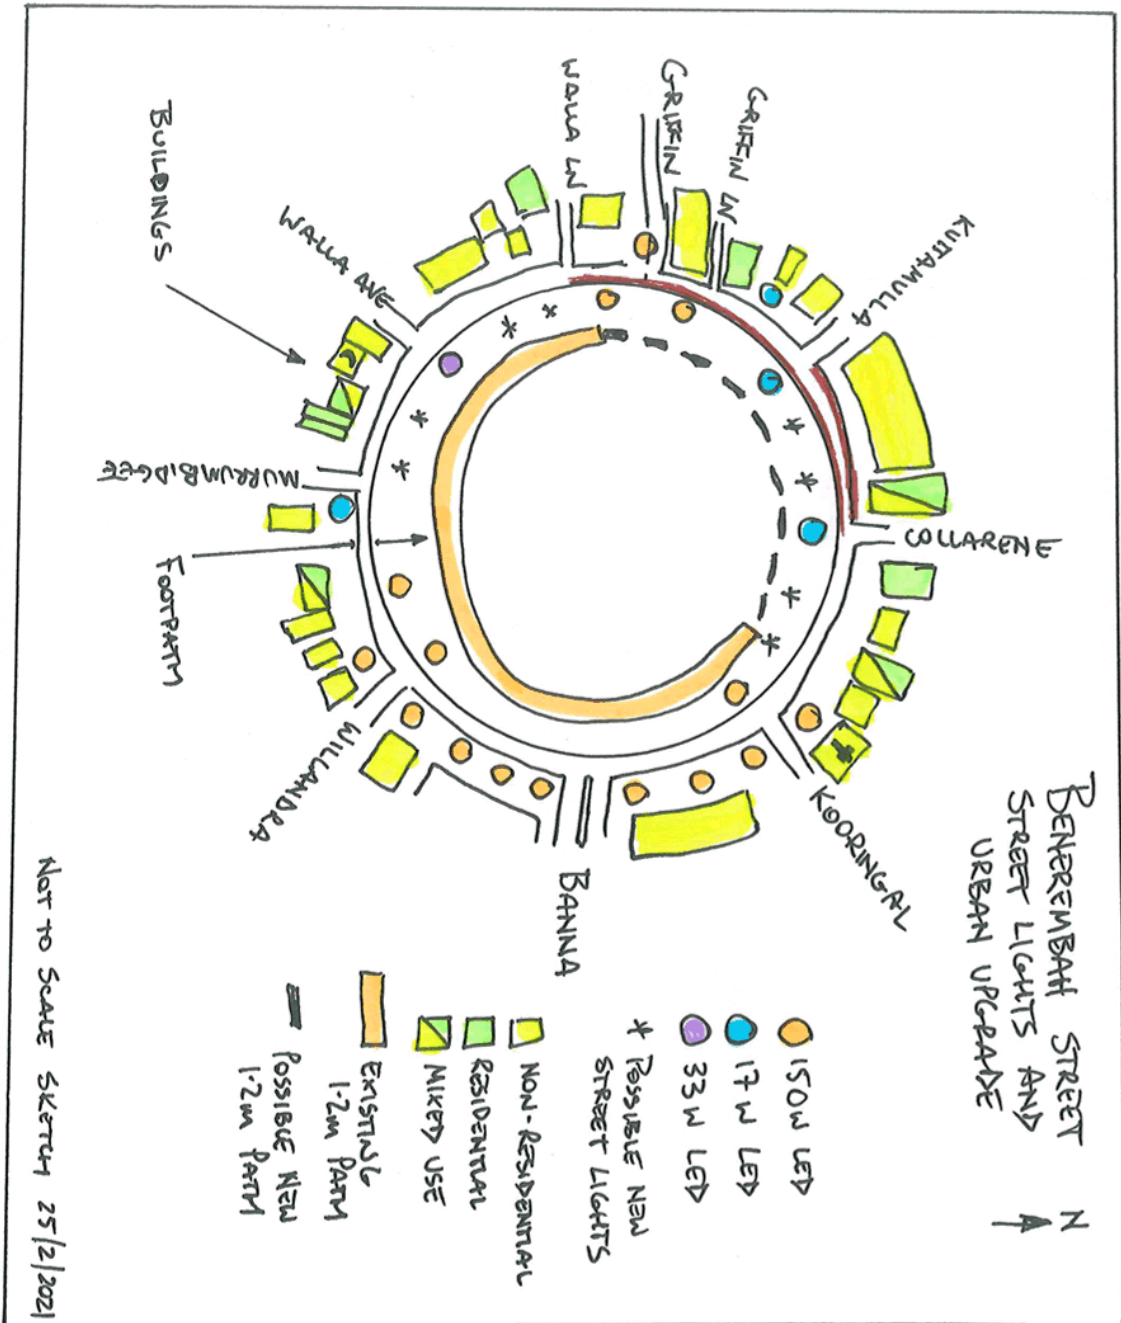 BENEREMBAH STREET
STREET LIGHTS AND
URBAN UPGRADE
N
KOORINGAL
COLLARENE
KUTTAMULLA
GRIFFIN LN
GRIFFIN
WALLA LN
WALLA AVE
BUILDINGS
MURRUMBIDGEE
FOOTPATH
WILLANDRA
BANNA
150W LED
17W LED
33W LED
* POSSIBLE NEW
STREET LIGHTS
NON-RESIDENTIAL
RESIDENTIAL
MIXED USE
EXISTING
1.2m PATH
POSSIBLE NEW
1.2m PATH
NOT TO SCALE SKETCH 25/2/2021